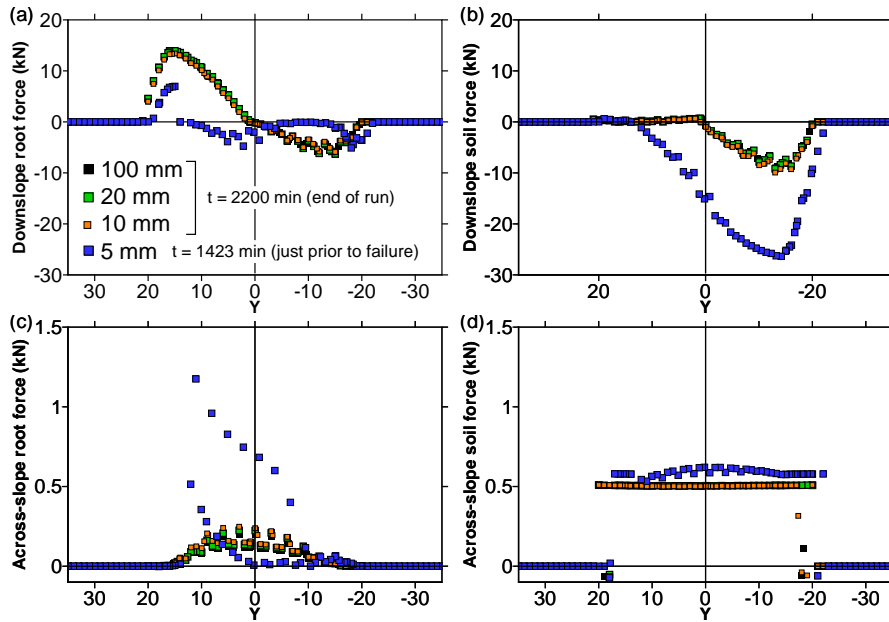 (a)
Downslope root force (kN)
20
10
0
-10
-20
-30
100 mm
20 mm
10 mm
t = 2200 min (end of run)
5 mm t = 1423 min (just prior to failure)
30 20 10 0 -10 -20 -30
Y
(b)
Downslope soil force (kN)
20
10
0
-10
-20
-30
20 0 -20
Y
(c)
Across-slope root force (kN)
1.5
1
0.5
0
30 20 10 0 -10 -20 -30
Y
(d)
Across-slope soil force (kN)
1.5
1
0.5
0
30 20 10 0 -10 -20 -30
Y